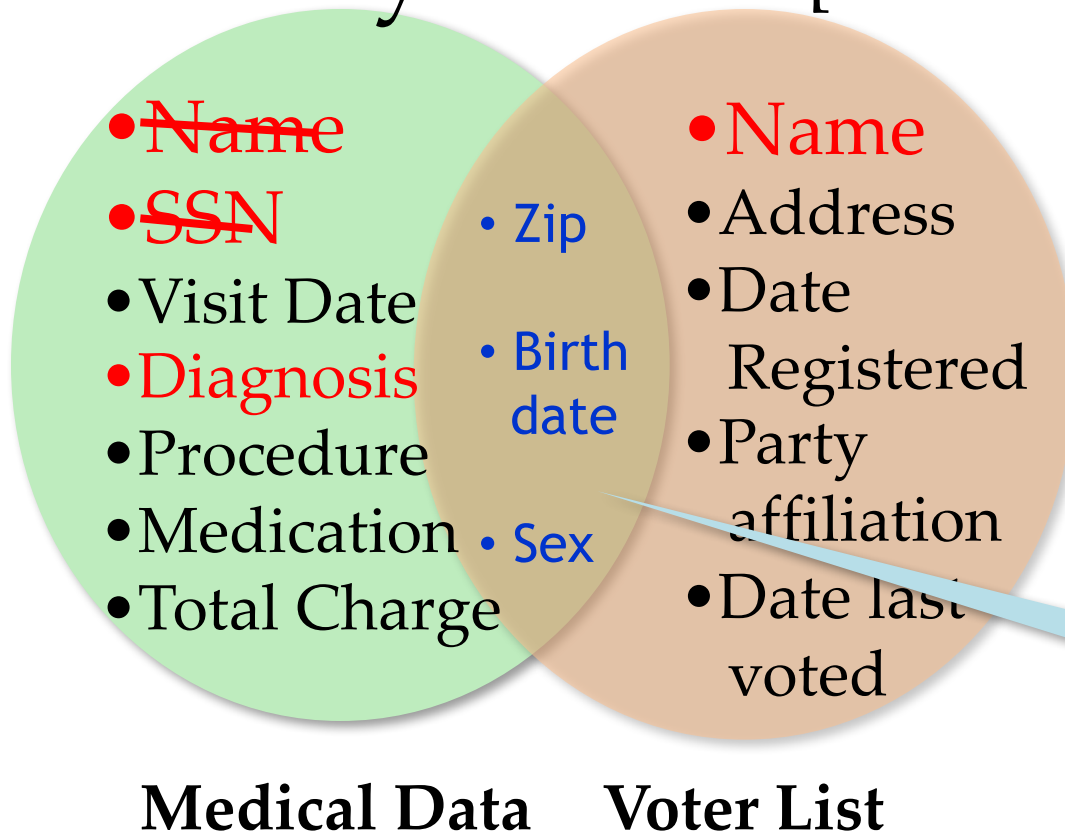 •Name
•SSN
•Visit Date
•Diagnosis
•Procedure
•Medication
•Total Charge
• Zip
• Birth
date
• Sex
•Name
•Address
•Date
Registered
•Party
affiliation
•Date last
voted
Medical Data
Voter List